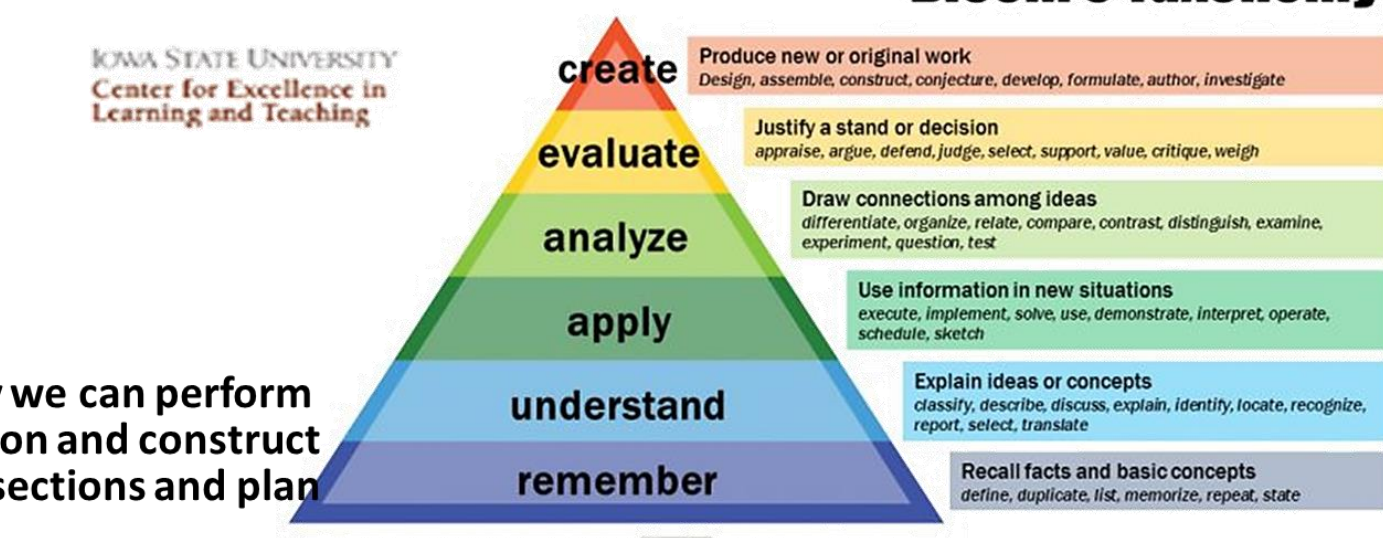 IOWA STATE UNIVERSITY
Center for Excellence in
Learning and Teaching
create
Produce new or original work
Design, assemble, construct, conjecture, develop, formulate, author, investigate
evaluate
Justify a stand or decision
appraise, argue, defend, judge, select, support, value, critique, weigh
analyze
Draw connections among ideas
differentiate, organize, relate, compare, contrast, distinguish, examine,
experiment, question, test
apply
Use information in new situations
execute, implement, solve, use, demonstrate, interpret, operate,
schedule, sketch
understand
Explain ideas or concepts
classify, describe, discuss, explain, identify, locate, recognize,
report, select, translate
remember
Recall facts and basic concepts
define, duplicate, list, memorize, repeat, state
we can perform
on and construct
sections and plan